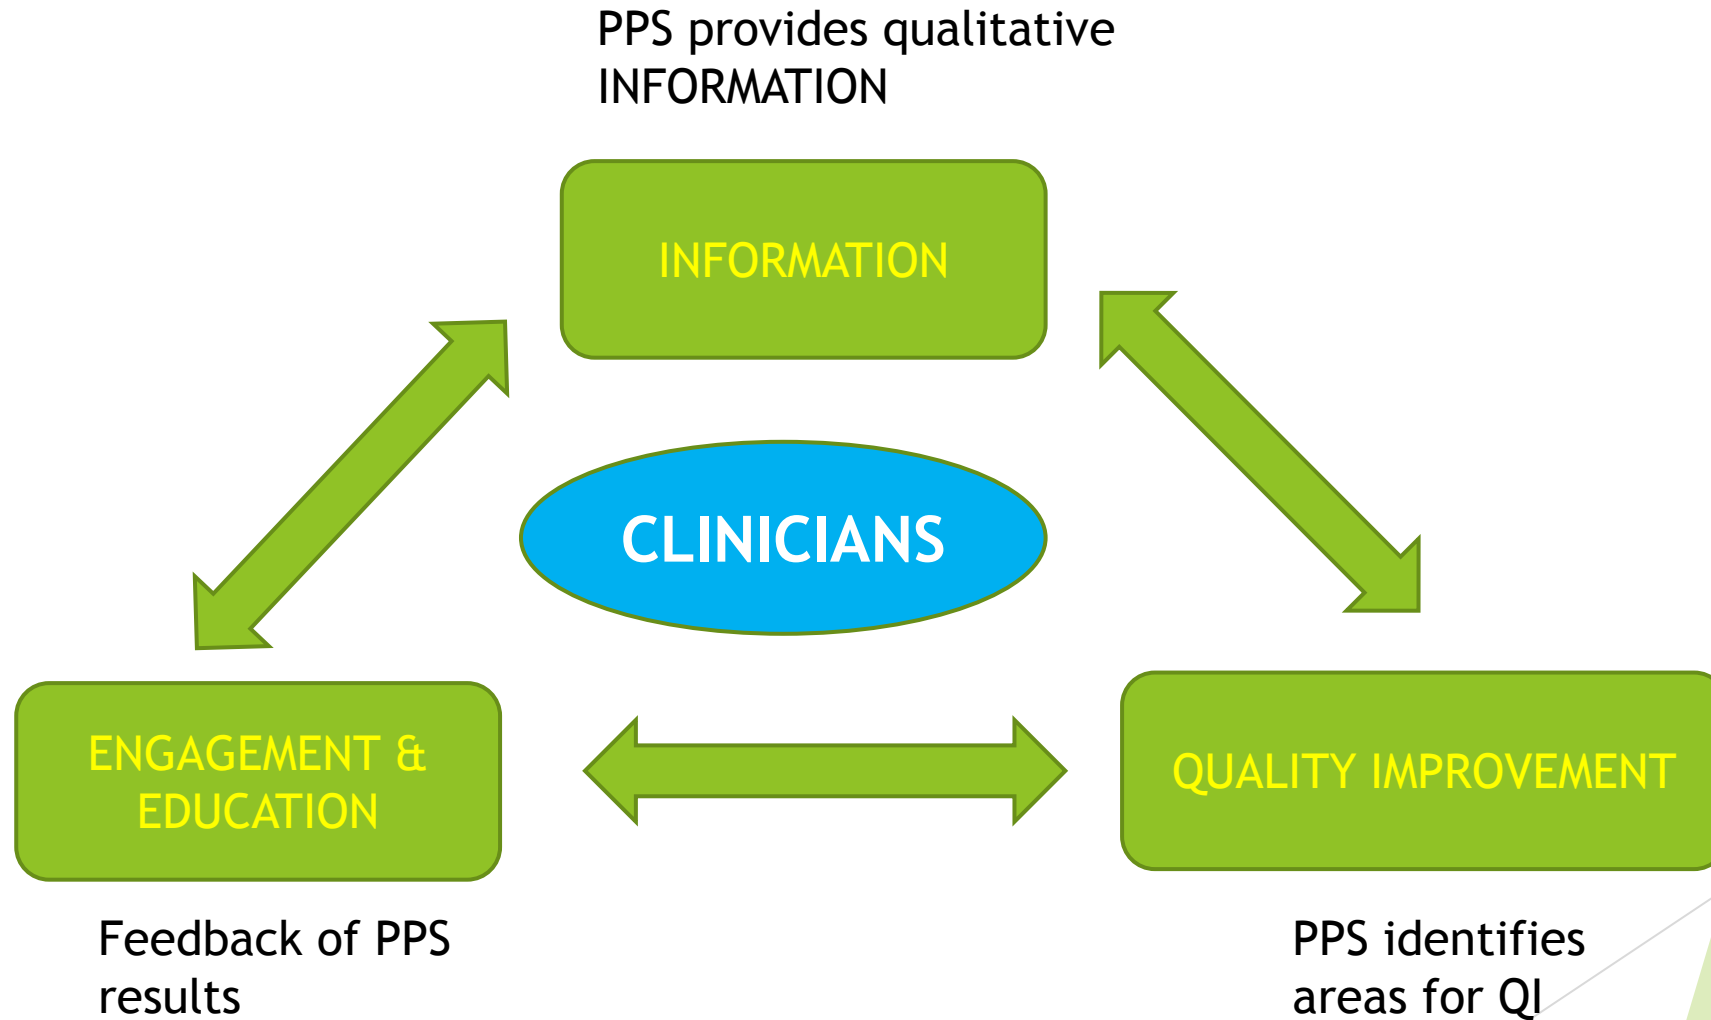 PPS provides qualitative
INFORMATION
INFORMATION
CLINICIANS
ENGAGEMENT &
EDUCATION
QUALITY IMPROVEMENT
Feedback of PPS
results
PPS identifies
areas for QI